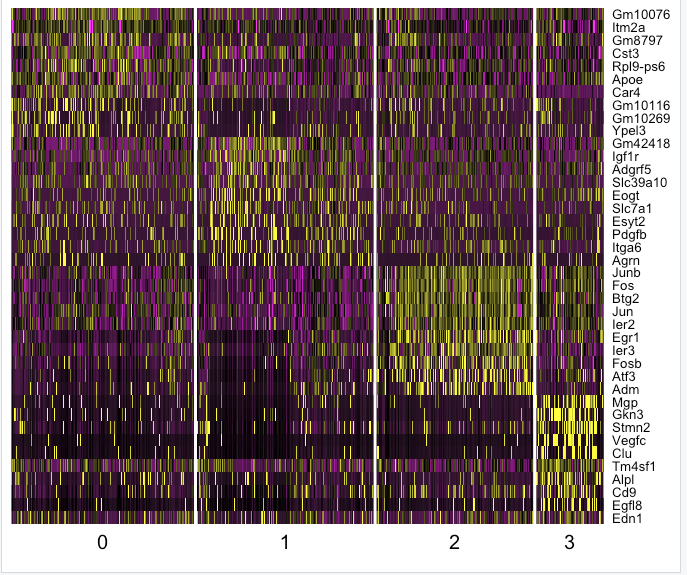 Gm10076
Itm2a
Gm8797
Cst3
Rpl9-ps6
Apoe
Car4
Gm10116
Gm10269
Ypel3
Gm42418
Igf1r
Adgrf5
Slc39a10
Eogt
Slc7a1
Esyt2
Pdgfb
Itga6
Agrn
Junb
Fos
Btg2
Jun
Ier2
Egr1
Ier3
Fosb
Atf3
Adm
Mgp
Gkn3
Stmn2
Vegfc
Clu
Tm4sf1
Alpl
Cd9
Egfl8
Edn1
0 1 2 3